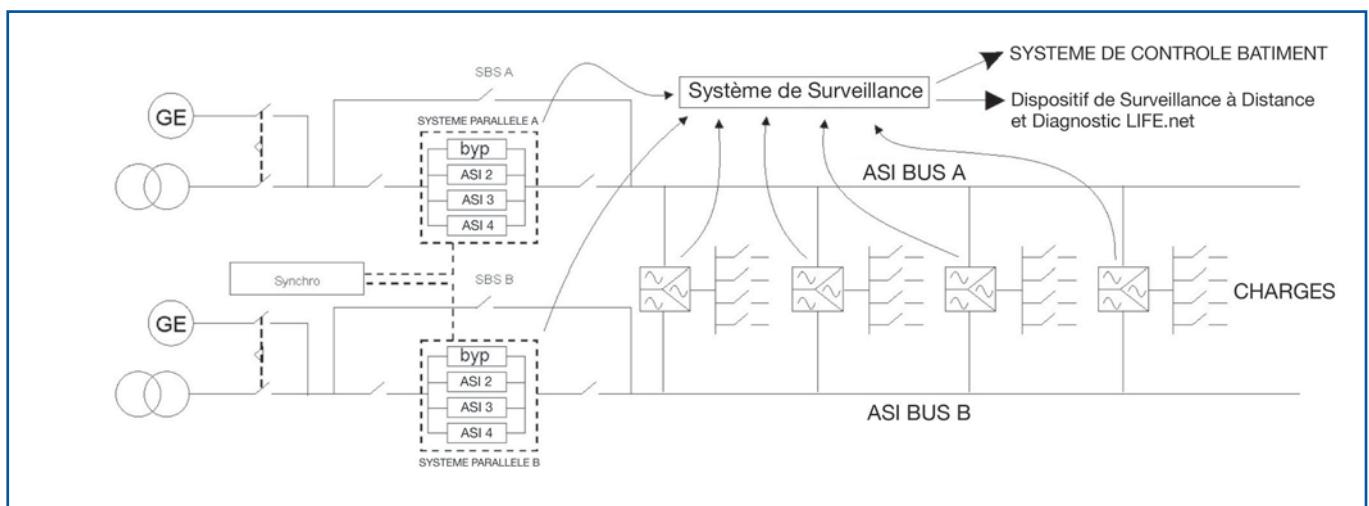 SBS A
Système de Surveillance
SYSTEME DE CONTROLE BATIMENT
Dispositif de Surveillance à Distance
et Diagnostic LIFE.net
GE
SYSTEME PARALLELE A
byp
ASI 2
ASI 3
ASI 4
ASI BUS A
Synchro
SBS B
CHARGES
GE
byp
ASI 2
ASI 3
ASI 4
ASI BUS B
SYSTEME PARALLELE B